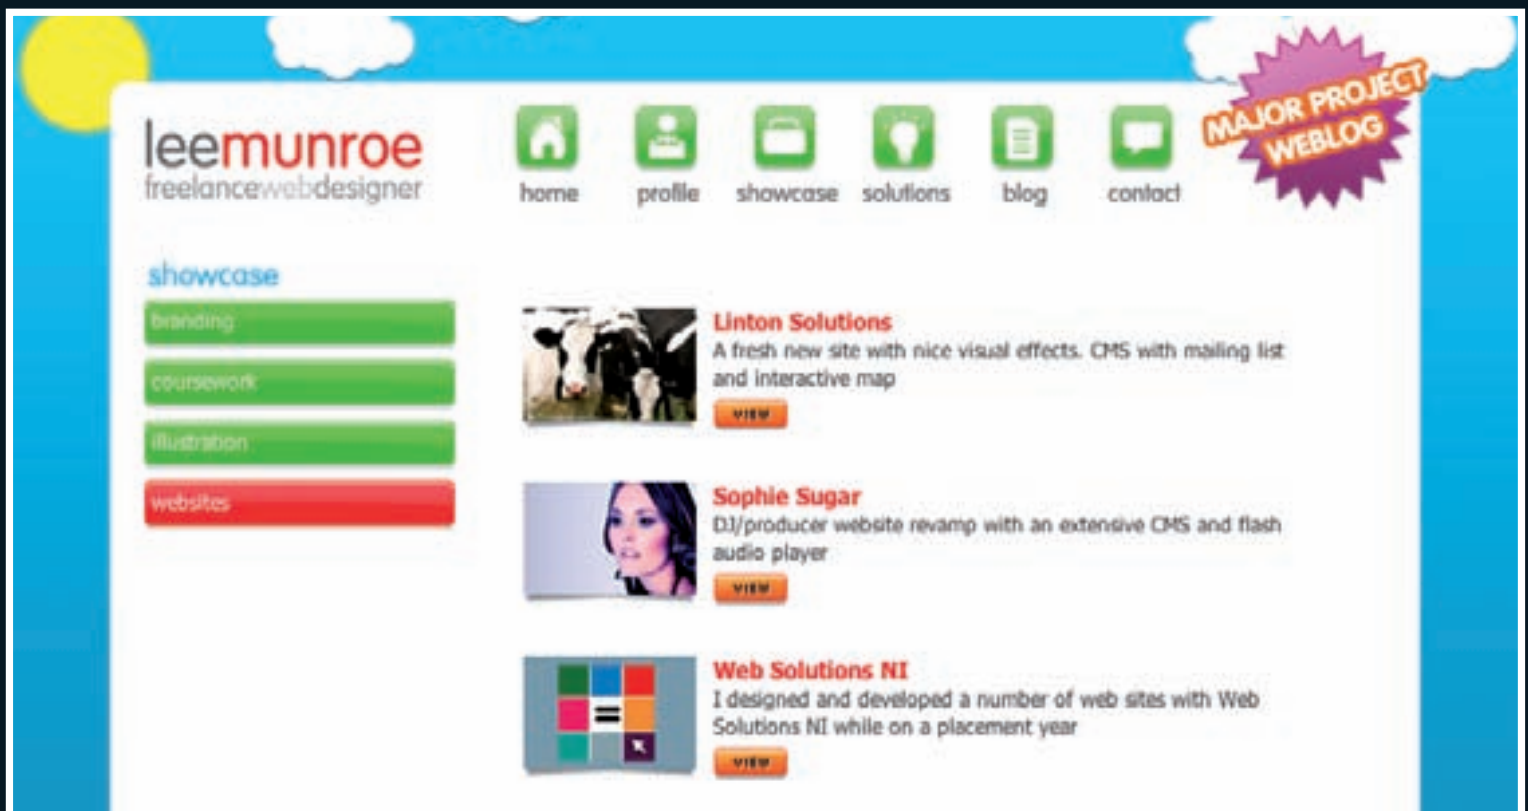 leemunroe
freelancewebdesigner
home
profile
showcase
solutions
blog
contact
MAJOR PROJECT
WEBLOG
showcase
branding
coursework
illustration
websites
Linton Solutions
A fresh new site with nice visual effects. CMS with mailing list
and interactive map
VIEW
Sophie Sugar
DJ/producer website revamp with an extensive CMS and flash
audio player
VIEW
Web Solutions NI
I designed and developed a number of web sites with Web
Solutions NI while on a placement year
VIEW